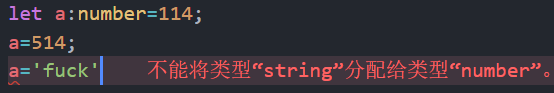 let a:number=114;
a=514;
a='fuck' 不能将类型“string”分配给类型“number”。